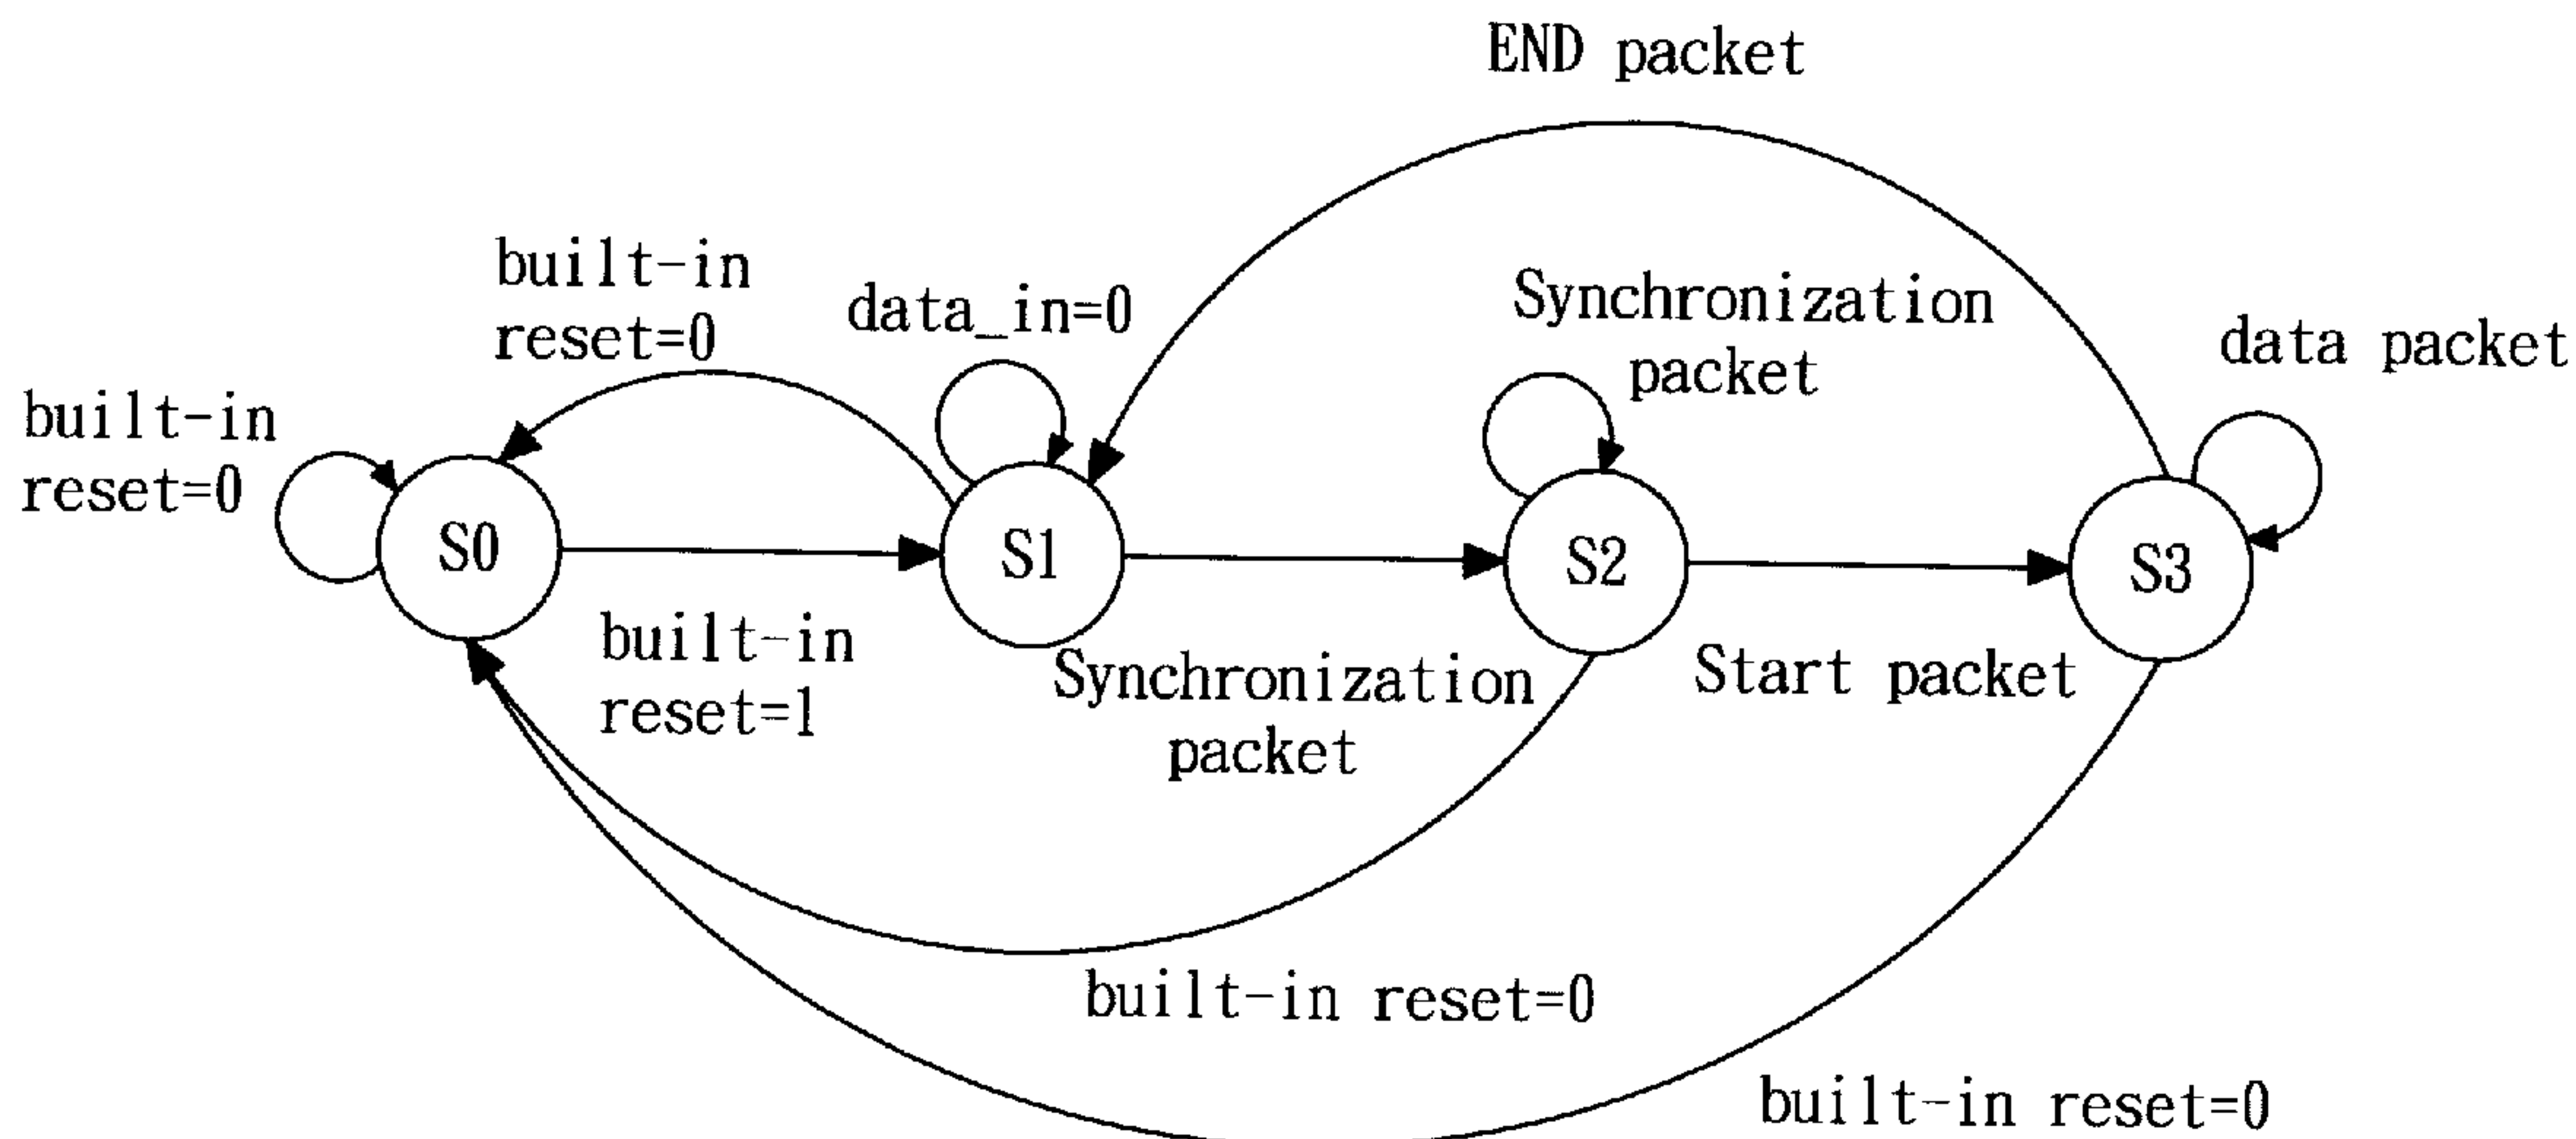 END packet
built-in
reset=0
data_in=0
Synchronization
packet
data packet
built-in
reset=0
S0
S1
S2
S3
built-in
reset=1
Synchronization
packet
Start packet
built-in reset=0
built-in reset=0